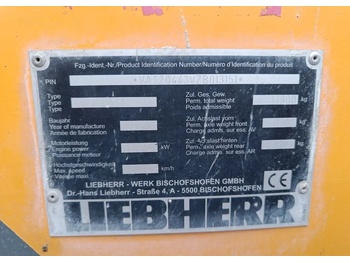 Fzg.-Ident.-Nr./Product Identification Number/Numéro d'Identification du produit
PIN
Type
Type
Type
Zul. Ges. Gew.
Perm. total weight kg
Poids admissible
Baujahr
Year of manufacture
Année de fabrication
Zul. Achslast vorn
Perm. axle weight front kg
Charge adm. sur ess. AV
Motorleistung
Engine power kW
Puissance moteur
Zul. Achslast hinten
Perm. axle weight rear kg
Charge adm. sur ess. AR
Höchstgeschwindigkeit
Max. speed km/h
Vitesse max.
LIEBHERR - WERK BISCHOFSHOFEN GMBH
Dr.-Hans Liebherr - Straße 4, A - 5500 BISCHOFSHOFEN
CE
LIEBHERR